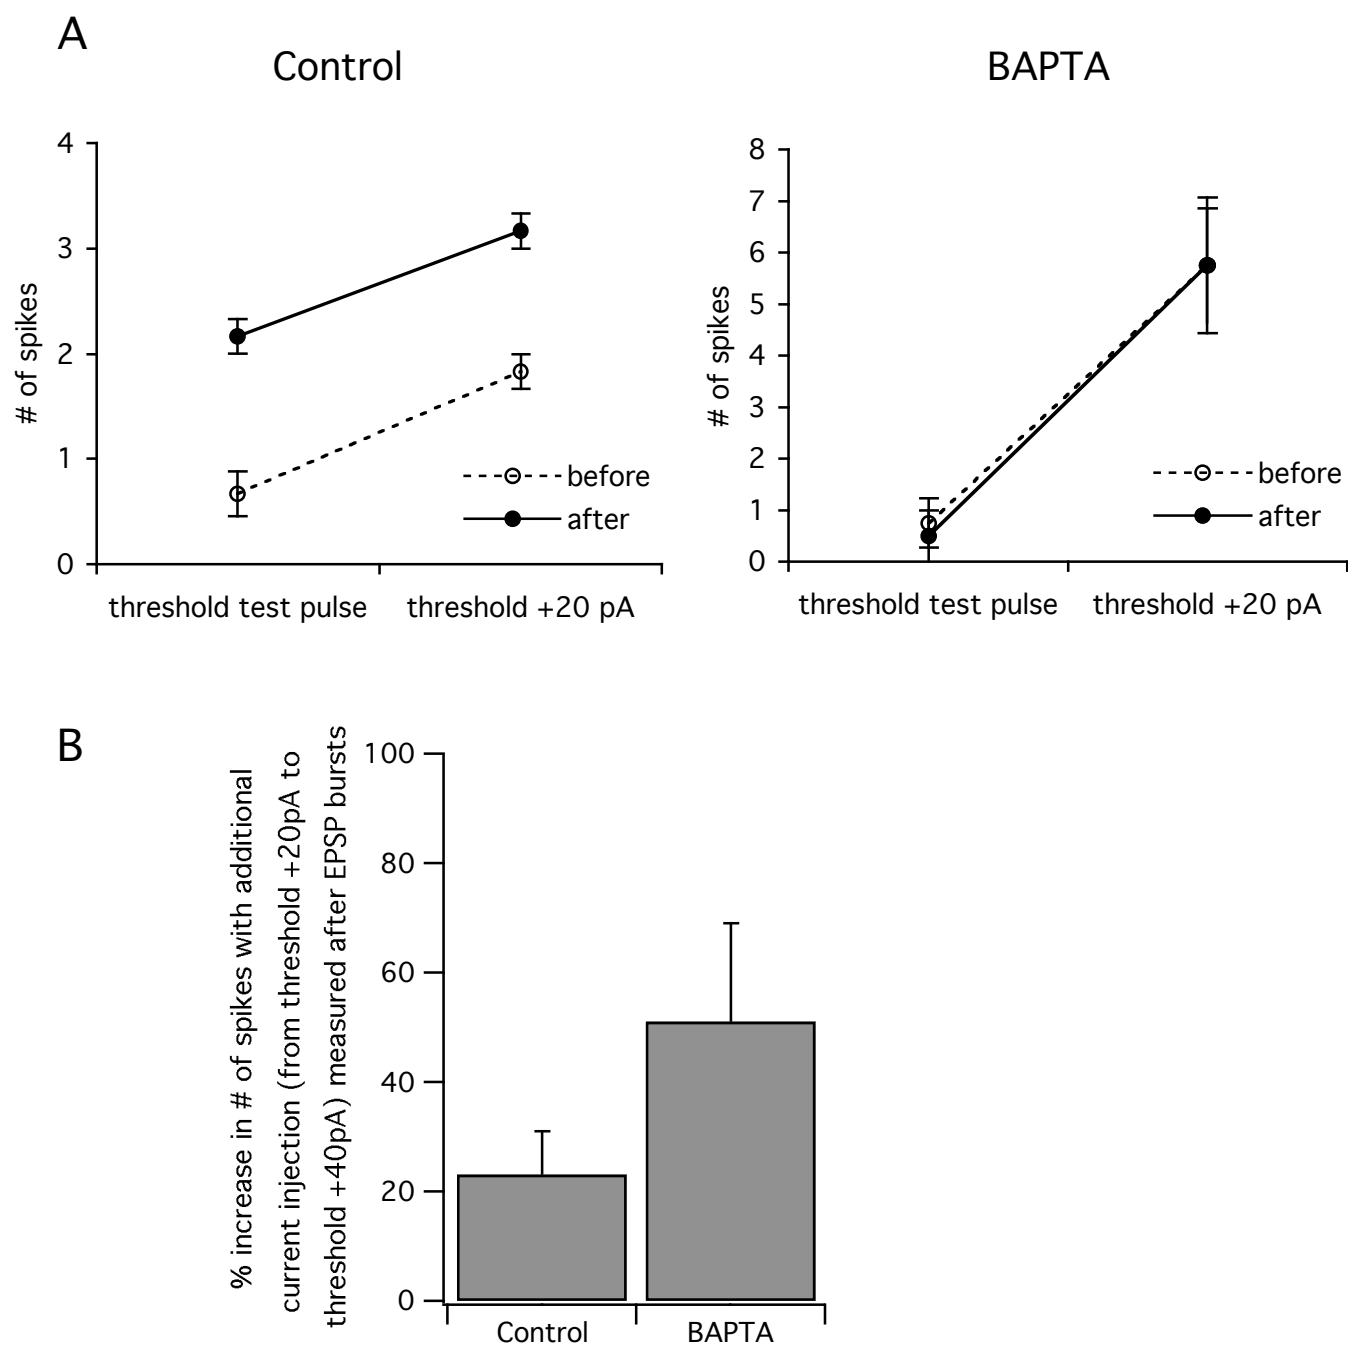 A
Control
4
3
2
1
0
# of spikes
before
after
threshold test pulse
threshold +20 pA
BAPTA
8
7
6
5
4
3
2
1
0
# of spikes
before
after
threshold test pulse
threshold +20 pA
B
% increase in # of spikes with additional
current injection (from threshold +20pA to
threshold +40pA) measured after EPSP bursts
100
80
60
40
20
0
Control
BAPTA